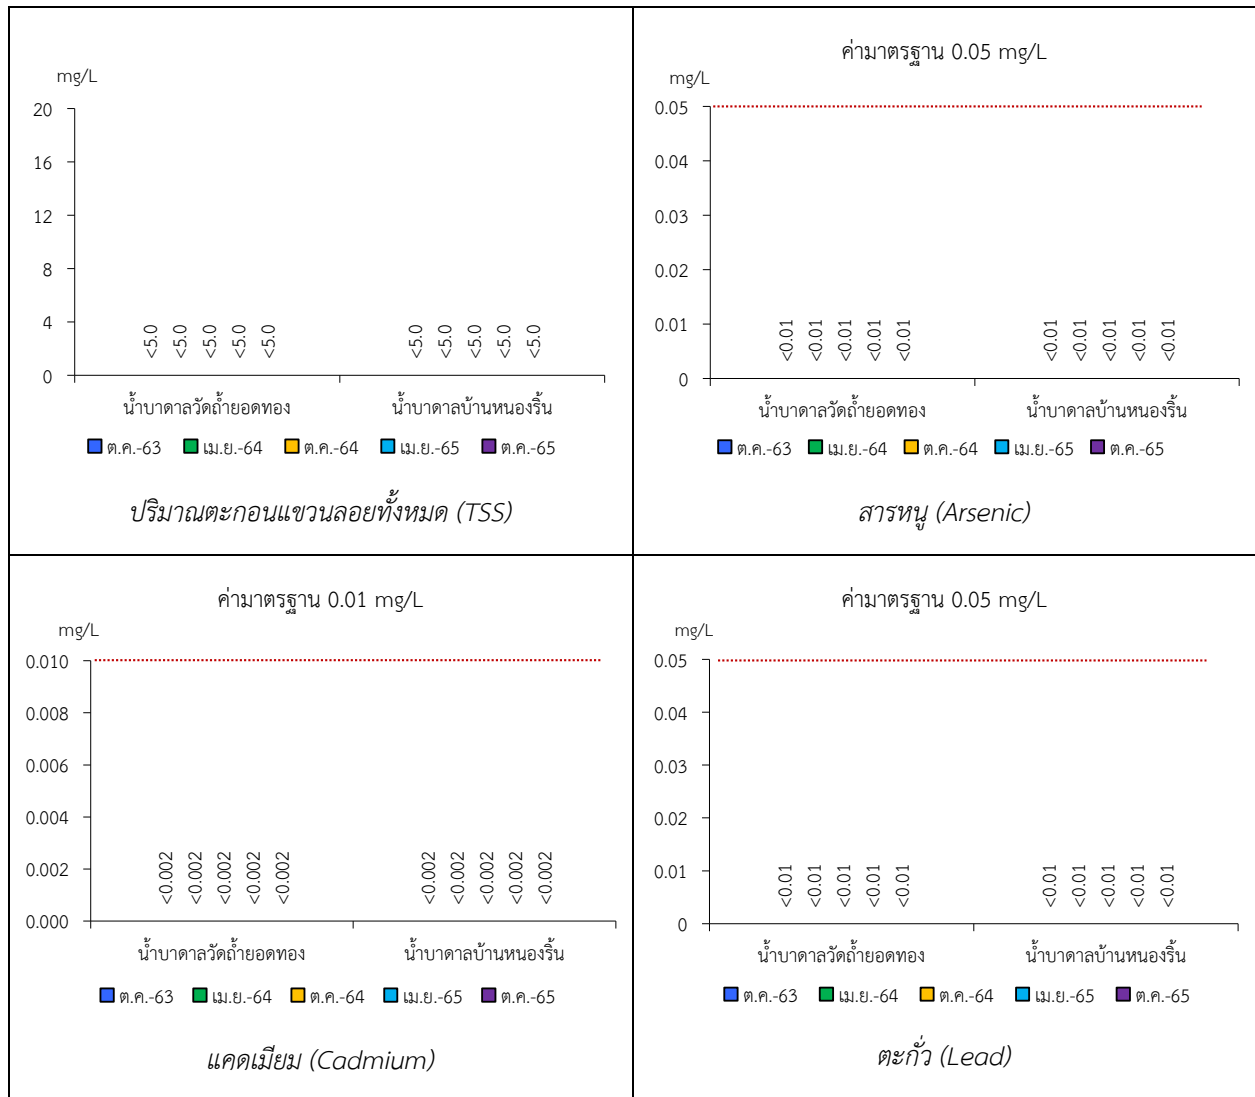 mg/L
20
16
12
8
4
0
<5.0 <5.0 <5.0 <5.0 <5.0 <5.0 <5.0 <5.0 <5.0 <5.0
น้ำบาดาลวัดถ้ำยอดทอง น้ำบาดาลบ้านหนองริ้น
ต.ค.-63 เม.ย.-64 ต.ค.-64 เม.ย.-65 ต.ค.-65
ปริมาณตะกอนแขวนลอยทั้งหมด (TSS)
ค่ามาตรฐาน 0.05 mg/L
mg/L
0.05
0.04
0.03
0.02
0.01
0
<0.01 <0.01 <0.01 <0.01 <0.01 <0.01 <0.01 <0.01 <0.01 <0.01
น้ำบาดาลวัดถ้ำยอดทอง น้ำบาดาลบ้านหนองริ้น
ต.ค.-63 เม.ย.-64 ต.ค.-64 เม.ย.-65 ต.ค.-65
สารหนู (Arsenic)
ค่ามาตรฐาน 0.01 mg/L
mg/L
0.010
0.008
0.006
0.004
0.002
0.000
<0.002 <0.002 <0.002 <0.002 <0.002 <0.002 <0.002 <0.002 <0.002 <0.002
น้ำบาดาลวัดถ้ำยอดทอง น้ำบาดาลบ้านหนองริ้น
ต.ค.-63 เม.ย.-64 ต.ค.-64 เม.ย.-65 ต.ค.-65
แคดเมียม (Cadmium)
ค่ามาตรฐาน 0.05 mg/L
mg/L
0.05
0.04
0.03
0.02
0.01
0
<0.01 <0.01 <0.01 <0.01 <0.01 <0.01 <0.01 <0.01 <0.01 <0.01
น้ำบาดาลวัดถ้ำยอดทอง น้ำบาดาลบ้านหนองริ้น
ต.ค.-63 เม.ย.-64 ต.ค.-64 เม.ย.-65 ต.ค.-65
ตะกั่ว (Lead)